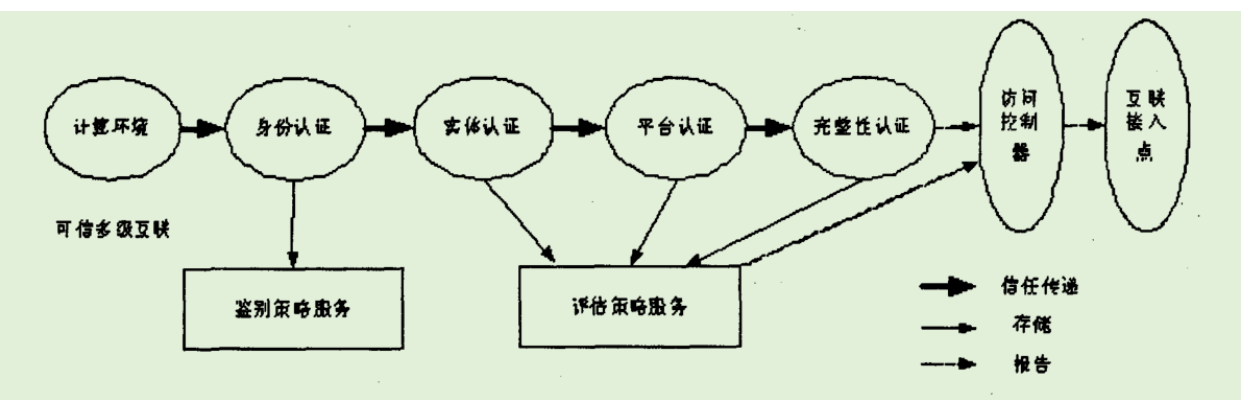 计算环境
身份认证
实体认证
平台认证
完整性认证
访问
控制
器
互联
接入
点
可信多级互联
鉴别策略服务
评估策略服务
信任传递
存储
报告